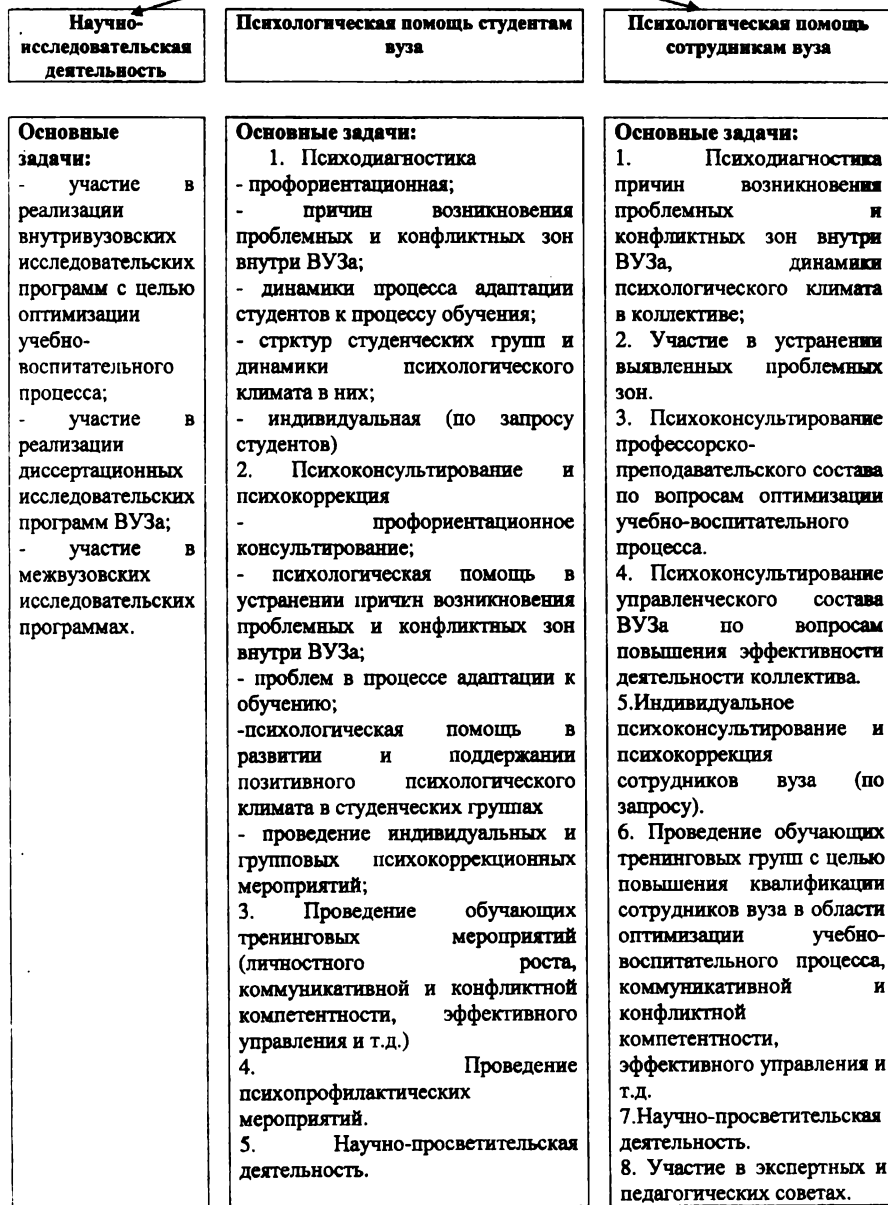 Научно-
исследовательская
деятельность
Психологическая помощь студентам
вуза
Психологическая помощь
сотрудникам вуза
Основные
задачи:
- участие в
реализации
внутривузовских
исследовательских
программ с целью
оптимизации
учебно-
воспитательного
процесса;
- участие в
реализации
диссертационных
исследовательских
программ ВУЗа;
- участие в
межвузовских
исследовательских
программах.
Основные задачи:
1. Психодиагностика
- профориентационная;
- причин возникновения
проблемных и конфликтных зон
внутри ВУЗа;
- динамики процесса адаптации
студентов к процессу обучения;
- стрктур студенческих групп и
динамики психологического
климата в них;
- индивидуальная (по запросу
студентов)
2. Психоконсультирование и
психокоррекция
- профориентационное
консультирование;
- психологическая помощь в
устранении причин возникновения
проблемных и конфликтных зон
внутри ВУЗа;
- проблем в процессе адаптации к
обучению;
-психологическая помощь в
развитии и поддержании
позитивного психологического
климата в студенческих группах
- проведение индивидуальных и
групповых психокоррекционных
мероприятий;
3. Проведение обучающих
тренинговых мероприятий
(личностного роста,
коммуникативной и конфликтной
компетентности, эффективного
управления и т.д.)
4. Проведение
психопрофилактических
мероприятий.
5. Научно-просветительская
деятельность.
Основные задачи:
1. Психодиагностика
причин возникновения
проблемных и
конфликтных зон внутри
ВУЗа, динамики
психологического климата
в коллективе;
2. Участие в устранении
выявленных проблемных
зон.
3. Психоконсультирование
профессорско-
преподавательского состава
по вопросам оптимизации
учебно-воспитательного
процесса.
4. Психоконсультирование
управленческого состава
ВУЗа по вопросам
повышения эффективности
деятельности коллектива.
5.Индивидуальное
психоконсультирование и
психокоррекция
сотрудников вуза (по
запросу).
6. Проведение обучающих
тренинговых групп с целью
повышения квалификации
сотрудников вуза в области
оптимизации учебно-
воспитательного процесса,
коммуникативной и
конфликтной
компетентности,
эффективного управления и
т.д.
7.Научно-просветительская
деятельность.
8. Участие в экспертных и
педагогических советах.